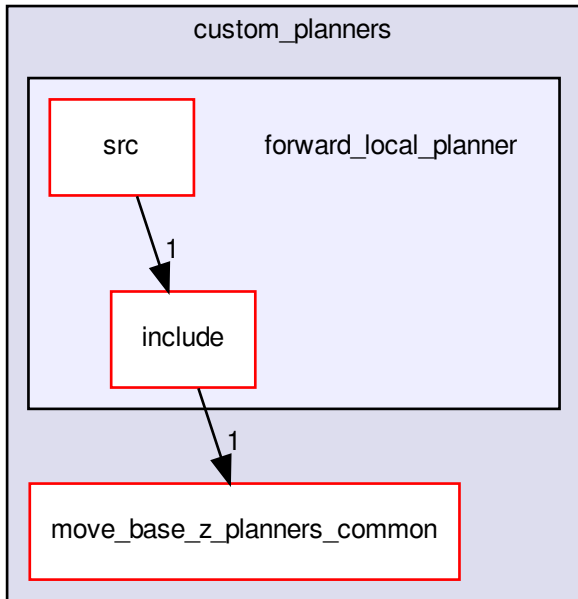 custom_planners
src
forward_local_planner
1
include
1
move_base_z_planners_common